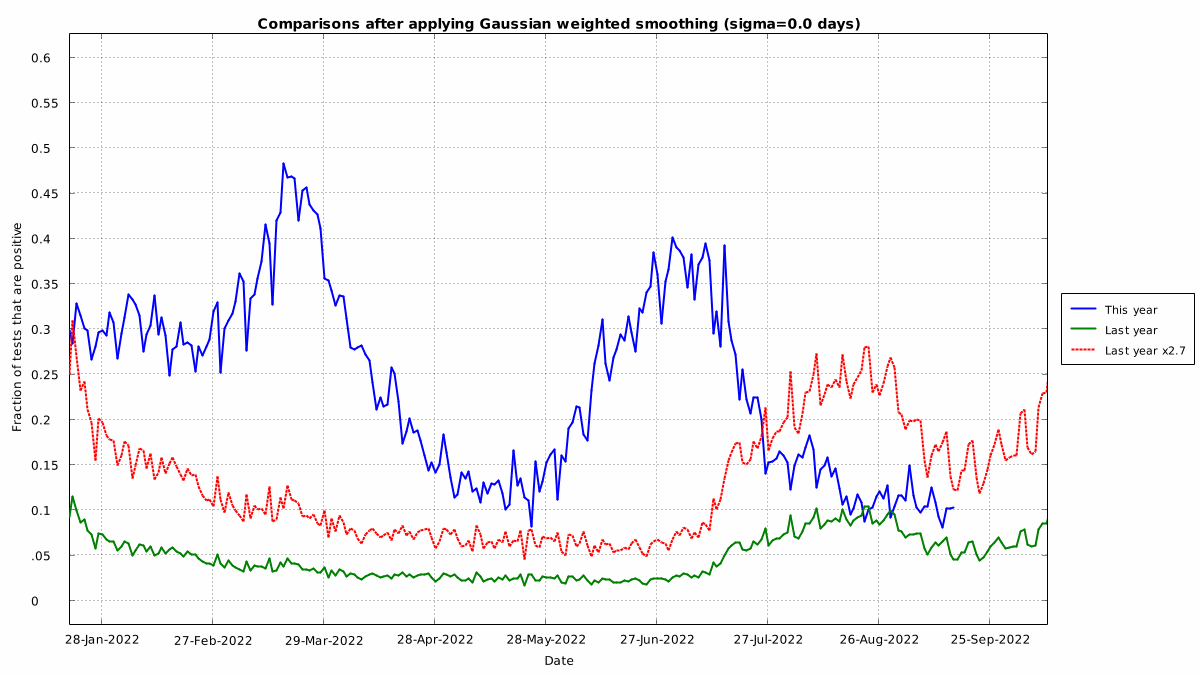 Comparisons after applying Gaussian weighted smoothing (sigma=0.0 days)
Fraction of tests that are positive
0.6
0.55
0.5
0.45
0.4
0.35
0.3
0.25
0.2
0.15
0.1
.05
0
28-Jan-2022
27-Feb-2022
29-Mar-2022
28-Apr-2022
28-May-2022
27-Jun-2022
27-Jul-2022
26-Aug-2022
25-Sep-2022
Date
This year
Last year
Last year x2.7